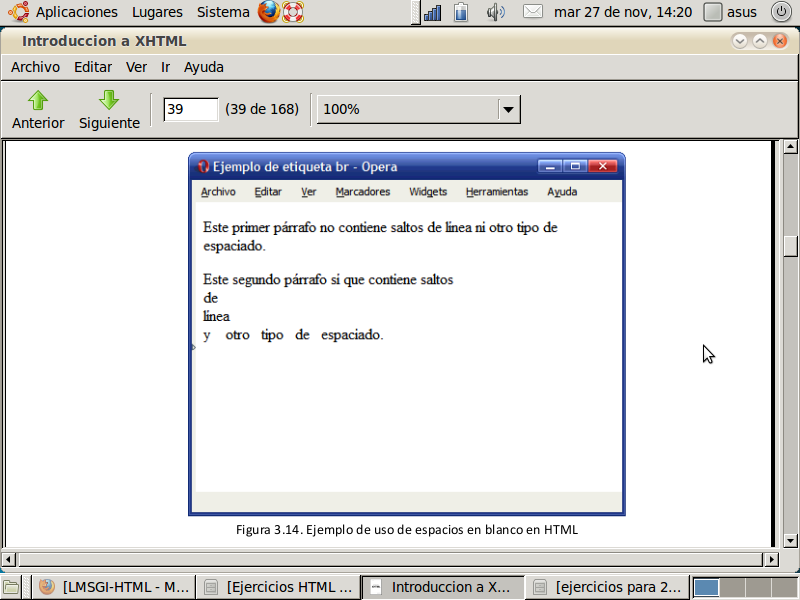 Aplicaciones Lugares Sistema mar 27 de nov, 14:20 asus
Introduccion a XHTML
Archivo Editar Ver Ir Ayuda
Anterior Siguiente 39 (39 de 168) 100%
Ejemplo de etiqueta br - Opera
Archivo Editar Ver Marcadores Widgets Herramientas Ayuda
Este primer párrafo no contiene saltos de línea ni otro tipo de
espaciado.
Este segundo párrafo si que contiene saltos
de
línea
y otro tipo de espaciado.
Figura 3.14. Ejemplo de uso de espacios en blanco en HTML
[LMSGI-HTML - M... [Ejercicios HTML ... Introduccion a X... [ejercicios para 2...